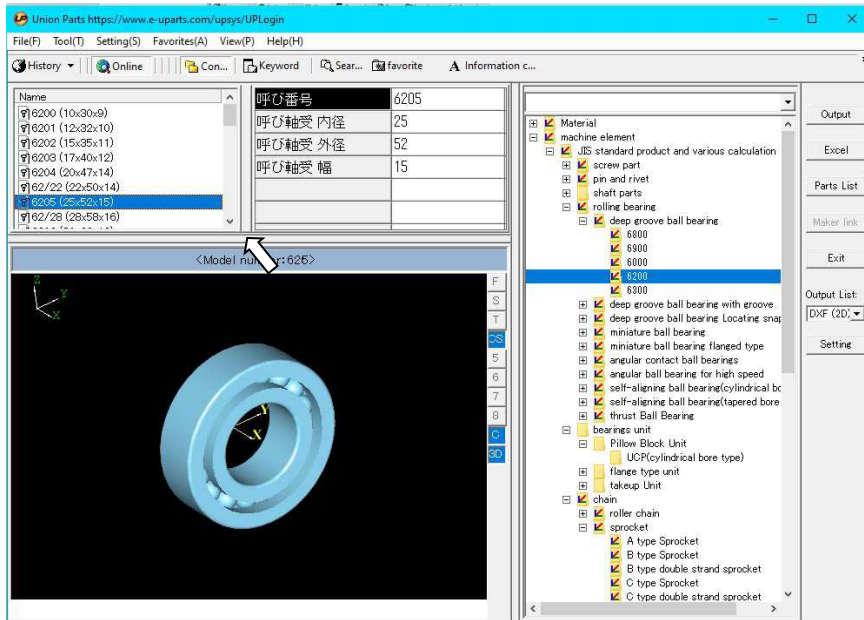 Union Parts https://www.e-uparts.com/upsys/UPLogin
File(F) Tool(T) Setting(S) Favorites(A) View(P) Help(H)
History Online Con... Keyword Sear... favorite A Information c...
Name
6200 (10x30x9)
6201 (12x32x10)
6202 (15x35x11)
6203 (17x40x12)
6204 (20x47x14)
62/22 (22x50x14)
6205 (25x52x15)
62/28 (28x58x16)
呼び番号 6205
呼び軸受 内径 25
呼び軸受 外径 52
呼び軸受 幅 15
<Model number:6205>
Z
Y
X
Y
X
F
S
T
CS
5
6
7
8
C
3D
Material
machine element
JIS standard product and various calculation
screw part
pin and rivet
shaft parts
rolling bearing
deep groove ball bearing
6800
6900
6000
6200
6300
deep groove ball bearing with groove
deep groove ball bearing Locating snap
miniature ball bearing
miniature ball bearing flanged type
angular contact ball bearings
angular ball bearing for high speed
self-aligning ball bearing(cylindrical bo
self-aligning ball bearing(tapered bore
thrust Ball Bearing
bearings unit
Pillow Block Unit
UCP(cylindrical bore type)
flange type unit
takeup Unit
chain
roller chain
sprocket
A type Sprocket
B type Sprocket
B type double strand sprocket
C type Sprocket
C type double strand sprocket
Output
Excel
Parts List
Maker link
Exit
Output List:
DXF (2D)
Setting